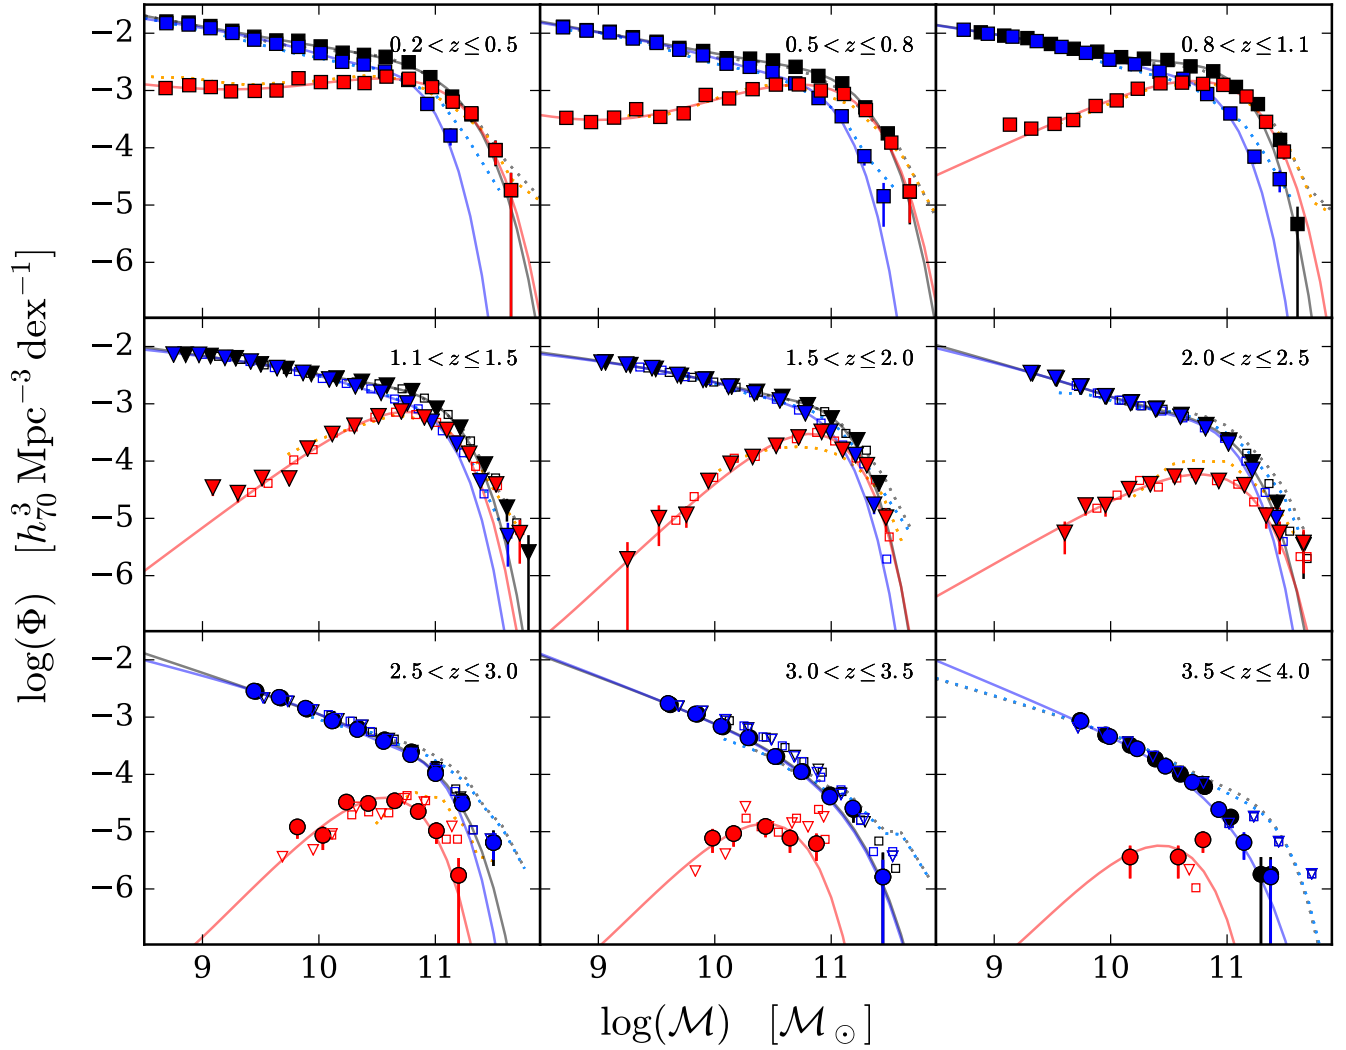 −2 −3 −4 −5 −6
0.2 < z ≤ 0.5
0.5 < z ≤ 0.8
0.8 < z ≤ 1.1
−2 −3 −4 −5 −6
1.1 < z ≤ 1.5
1.5 < z ≤ 2.0
2.0 < z ≤ 2.5
−2 −3 −4 −5 −6
2.5 < z ≤ 3.0
3.0 < z ≤ 3.5
3.5 < z ≤ 4.0
9 10 11 9 10 11 9 10 11
log(ℳ) [ℳ⊙]
log(Φ) [h³₇₀ Mpc⁻³ dex⁻¹]